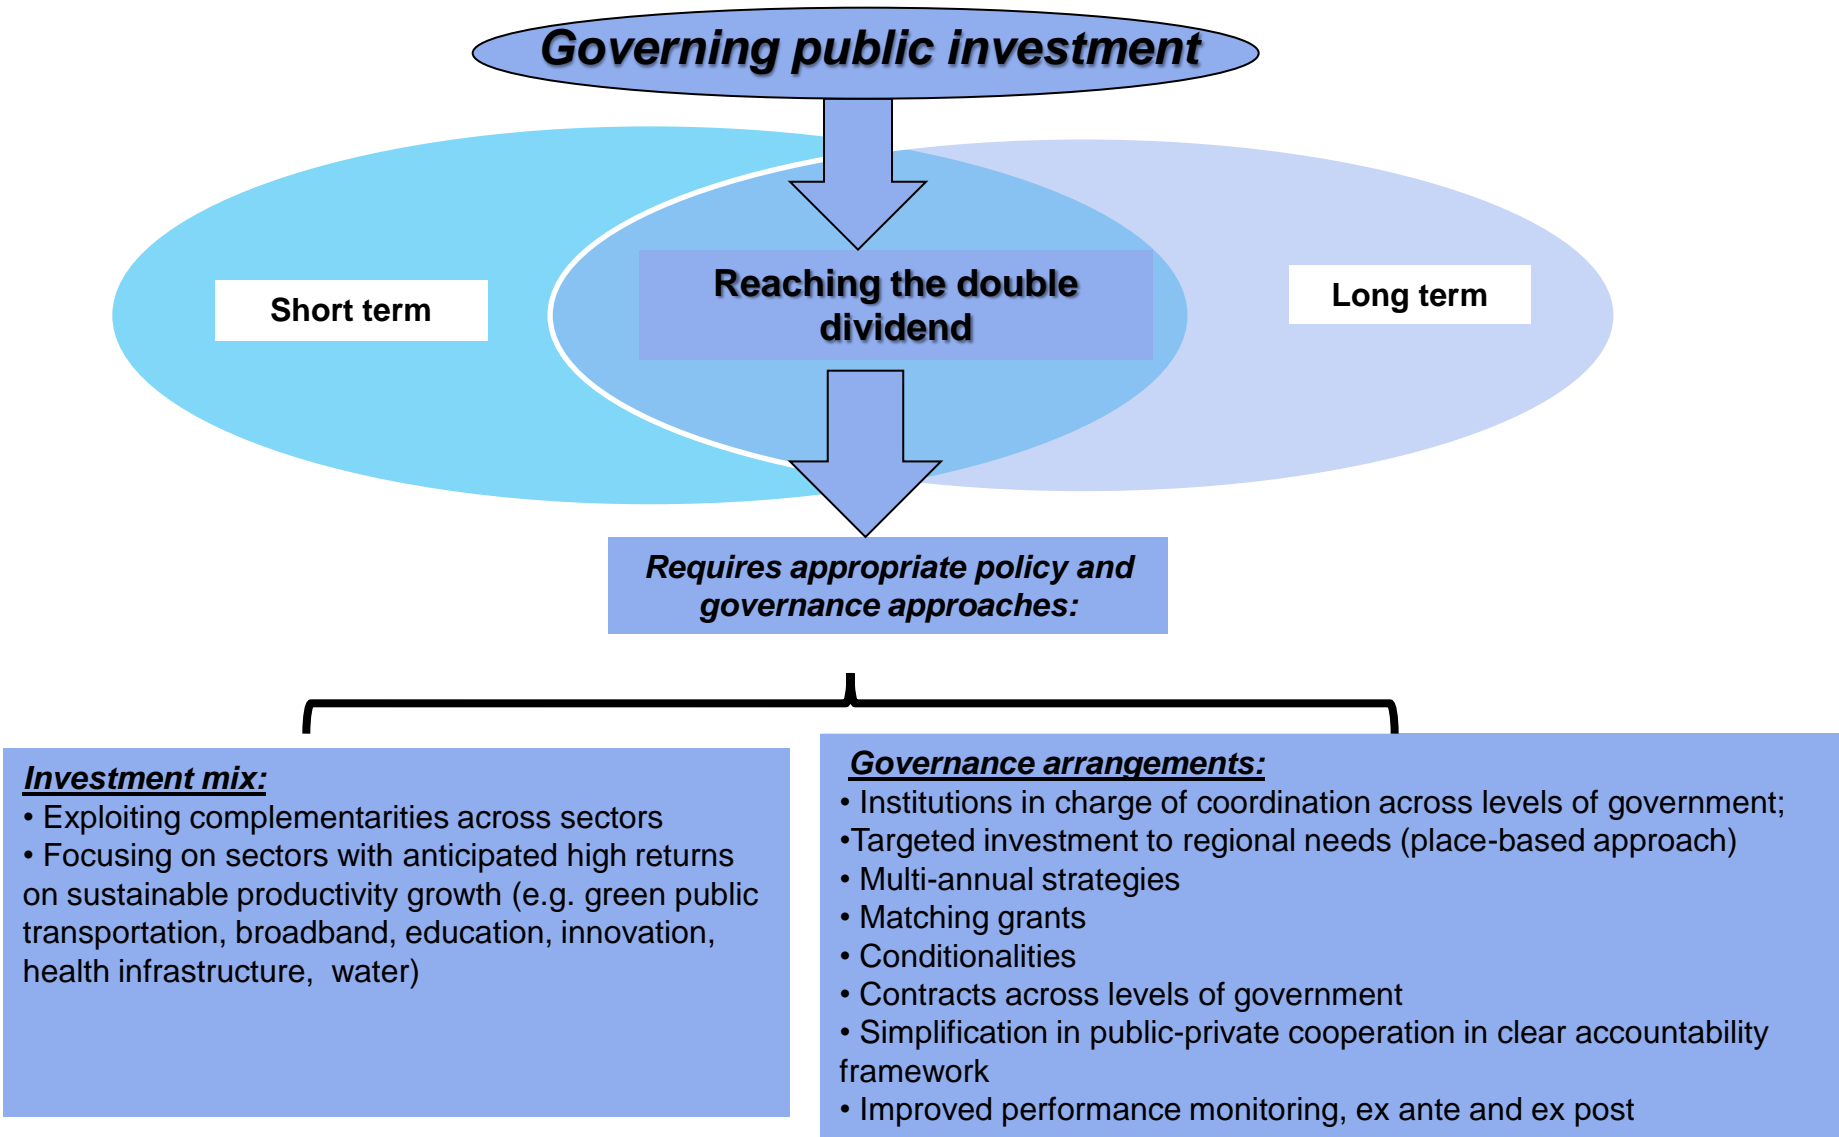 Governing public investment
Short term
Reaching the double
dividend
Long term
Requires appropriate policy and
governance approaches:
Investment mix:
• Exploiting complementarities across sectors
• Focusing on sectors with anticipated high returns
on sustainable productivity growth (e.g. green public
transportation, broadband, education, innovation,
health infrastructure,  water)
Governance arrangements:
• Institutions in charge of coordination across levels of government;
•Targeted investment to regional needs (place-based approach)
• Multi-annual strategies
• Matching grants
• Conditionalities
• Contracts across levels of government
• Simplification in public-private cooperation in clear accountability
framework
• Improved performance monitoring, ex ante and ex post